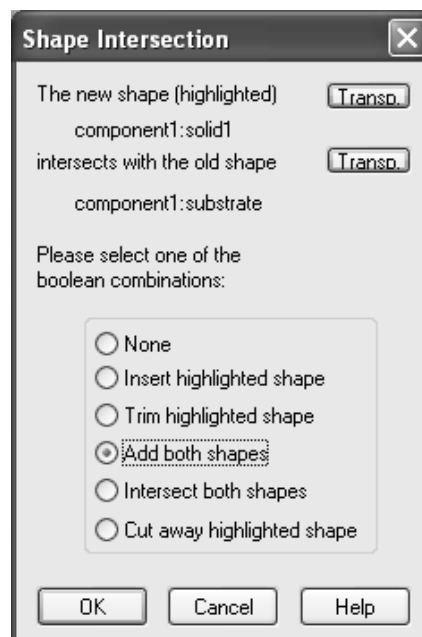 Shape Intersection
The new shape (highlighted) Transp.
component1:solid1
intersects with the old shape Transp.
component1:substrate
Please select one of the
boolean combinations:
None
Insert highlighted shape
Trim highlighted shape
Add both shapes
Intersect both shapes
Cut away highlighted shape
OK Cancel Help